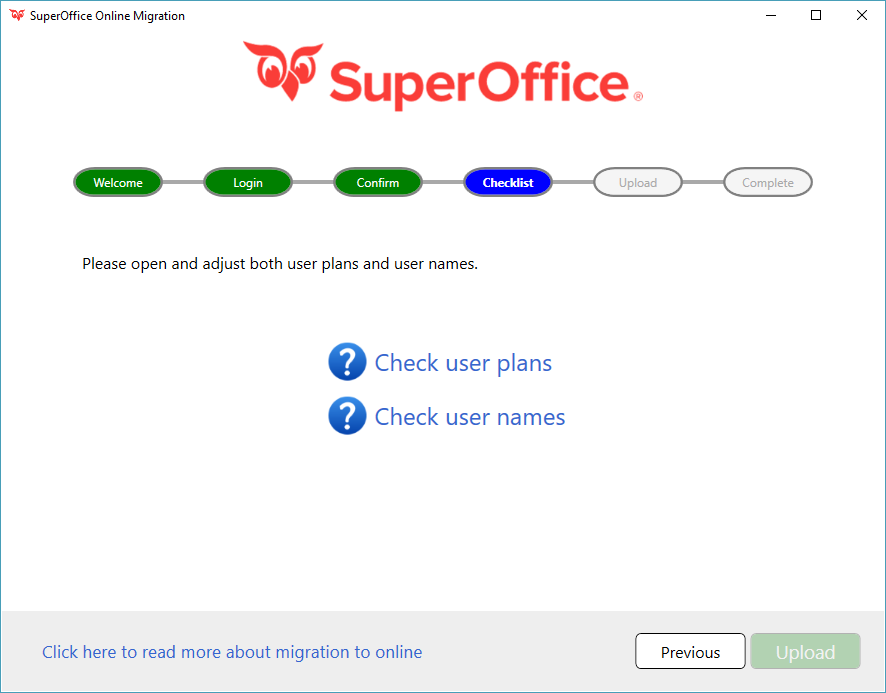 SuperOffice Online Migration
SuperOffice®
Welcome
Login
Confirm
Checklist
Upload
Complete
Please open and adjust both user plans and user names.
? Check user plans
? Check user names
Click here to read more about migration to online
Previous
Upload